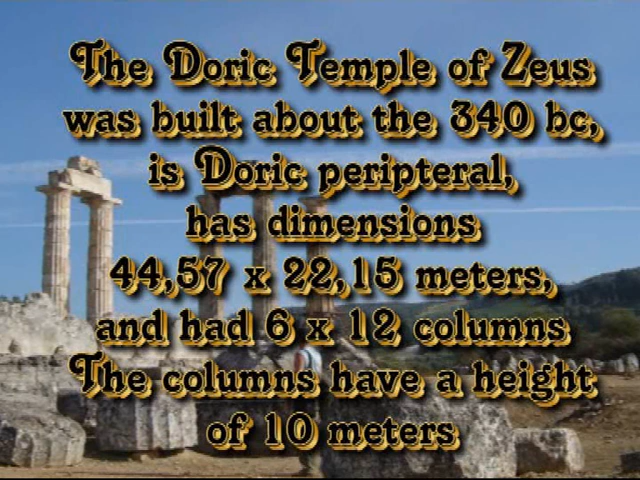 The Doric Temple of Zeus
was built about the 340 bc,
is Doric peripteral,
has dimensions
44,57 x 22,15 meters,
and had 6 x 12 columns
The columns have a height
of 10 meters